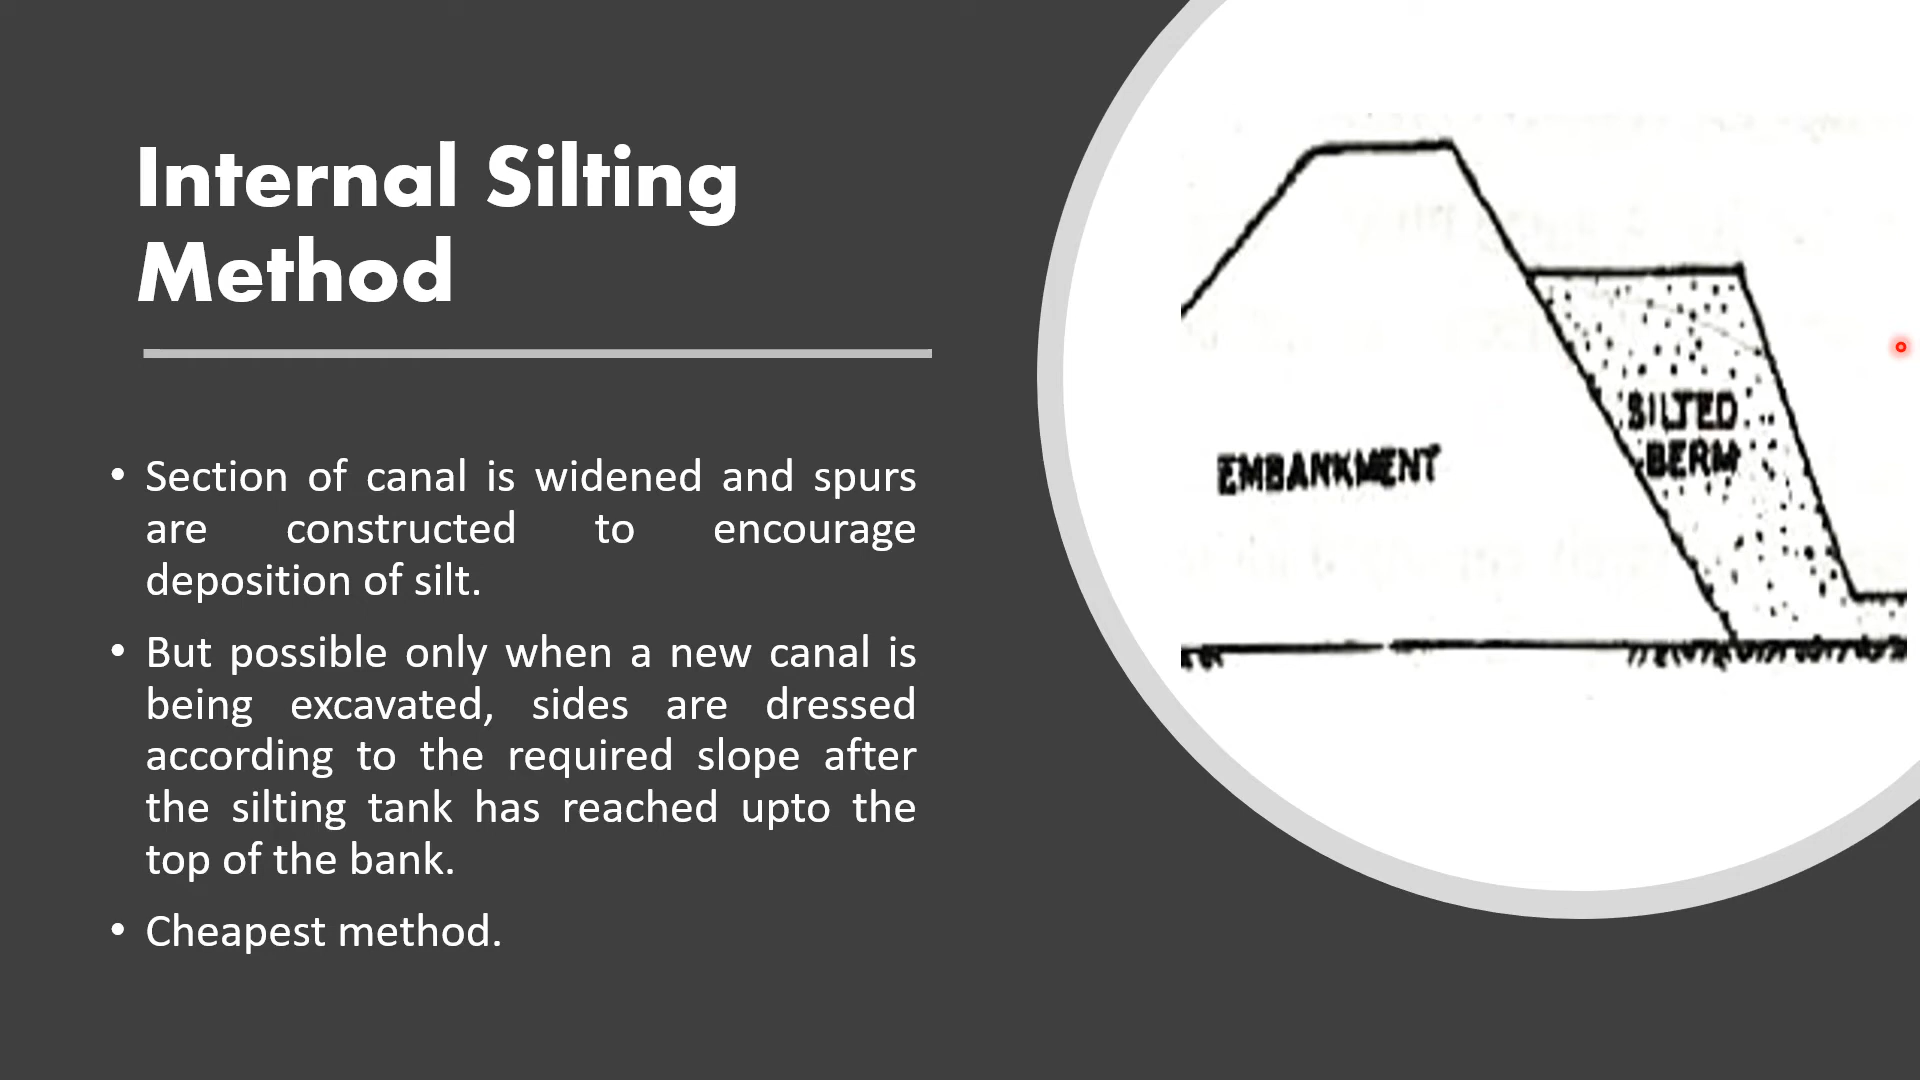 Internal Silting
Method
• Section of canal is widened and spurs
are constructed to encourage
deposition of silt.
• But possible only when a new canal is
being excavated, sides are dressed
according to the required slope after
the silting tank has reached upto the
top of the bank.
• Cheapest method.
EMBANKMENT
SILTED
BERM